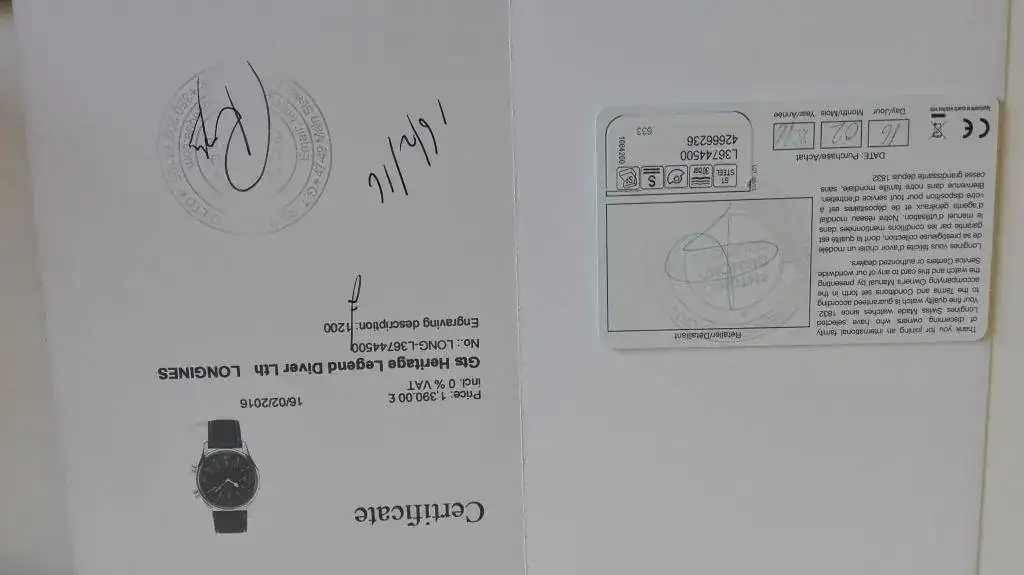 Certificate
Price: 1,390.00 £ 16/02/2016
incl. 0 % VAT
Gts Heritage Legend Diver Lth LONGINES
No.: LONG-L36744500
Engraving description: 1200
16/2/16
Thank you for joining an international family
of discerning owners who have selected
Longines Swiss Made watches since 1832.
Your fine quality watch is guaranteed according
to the Terms and Conditions set forth in the
accompanying Owner's Manual by presenting
the watch and this card to any of our worldwide
Service Centers or authorized dealers.
Longines vous félicite d'avoir choisi un modèle
de sa prestigieuse collection, dont la qualité est
garantie par les conditions mentionnées dans
le manuel d'utilisation. Notre réseau mondial
d'agents généraux et de dépositaires est à
votre disposition pour tout service d'entretien.
Bienvenue dans notre famille mondiale, sans
cesse grandissante depuis 1832.
DATE: Purchase/Achat
16 02
Day/Jour Month/Mois Year/Année
CE
Retailer/Détaillant
ST
STEEL
30 bar
S
L36744500
42666236
633
1084260